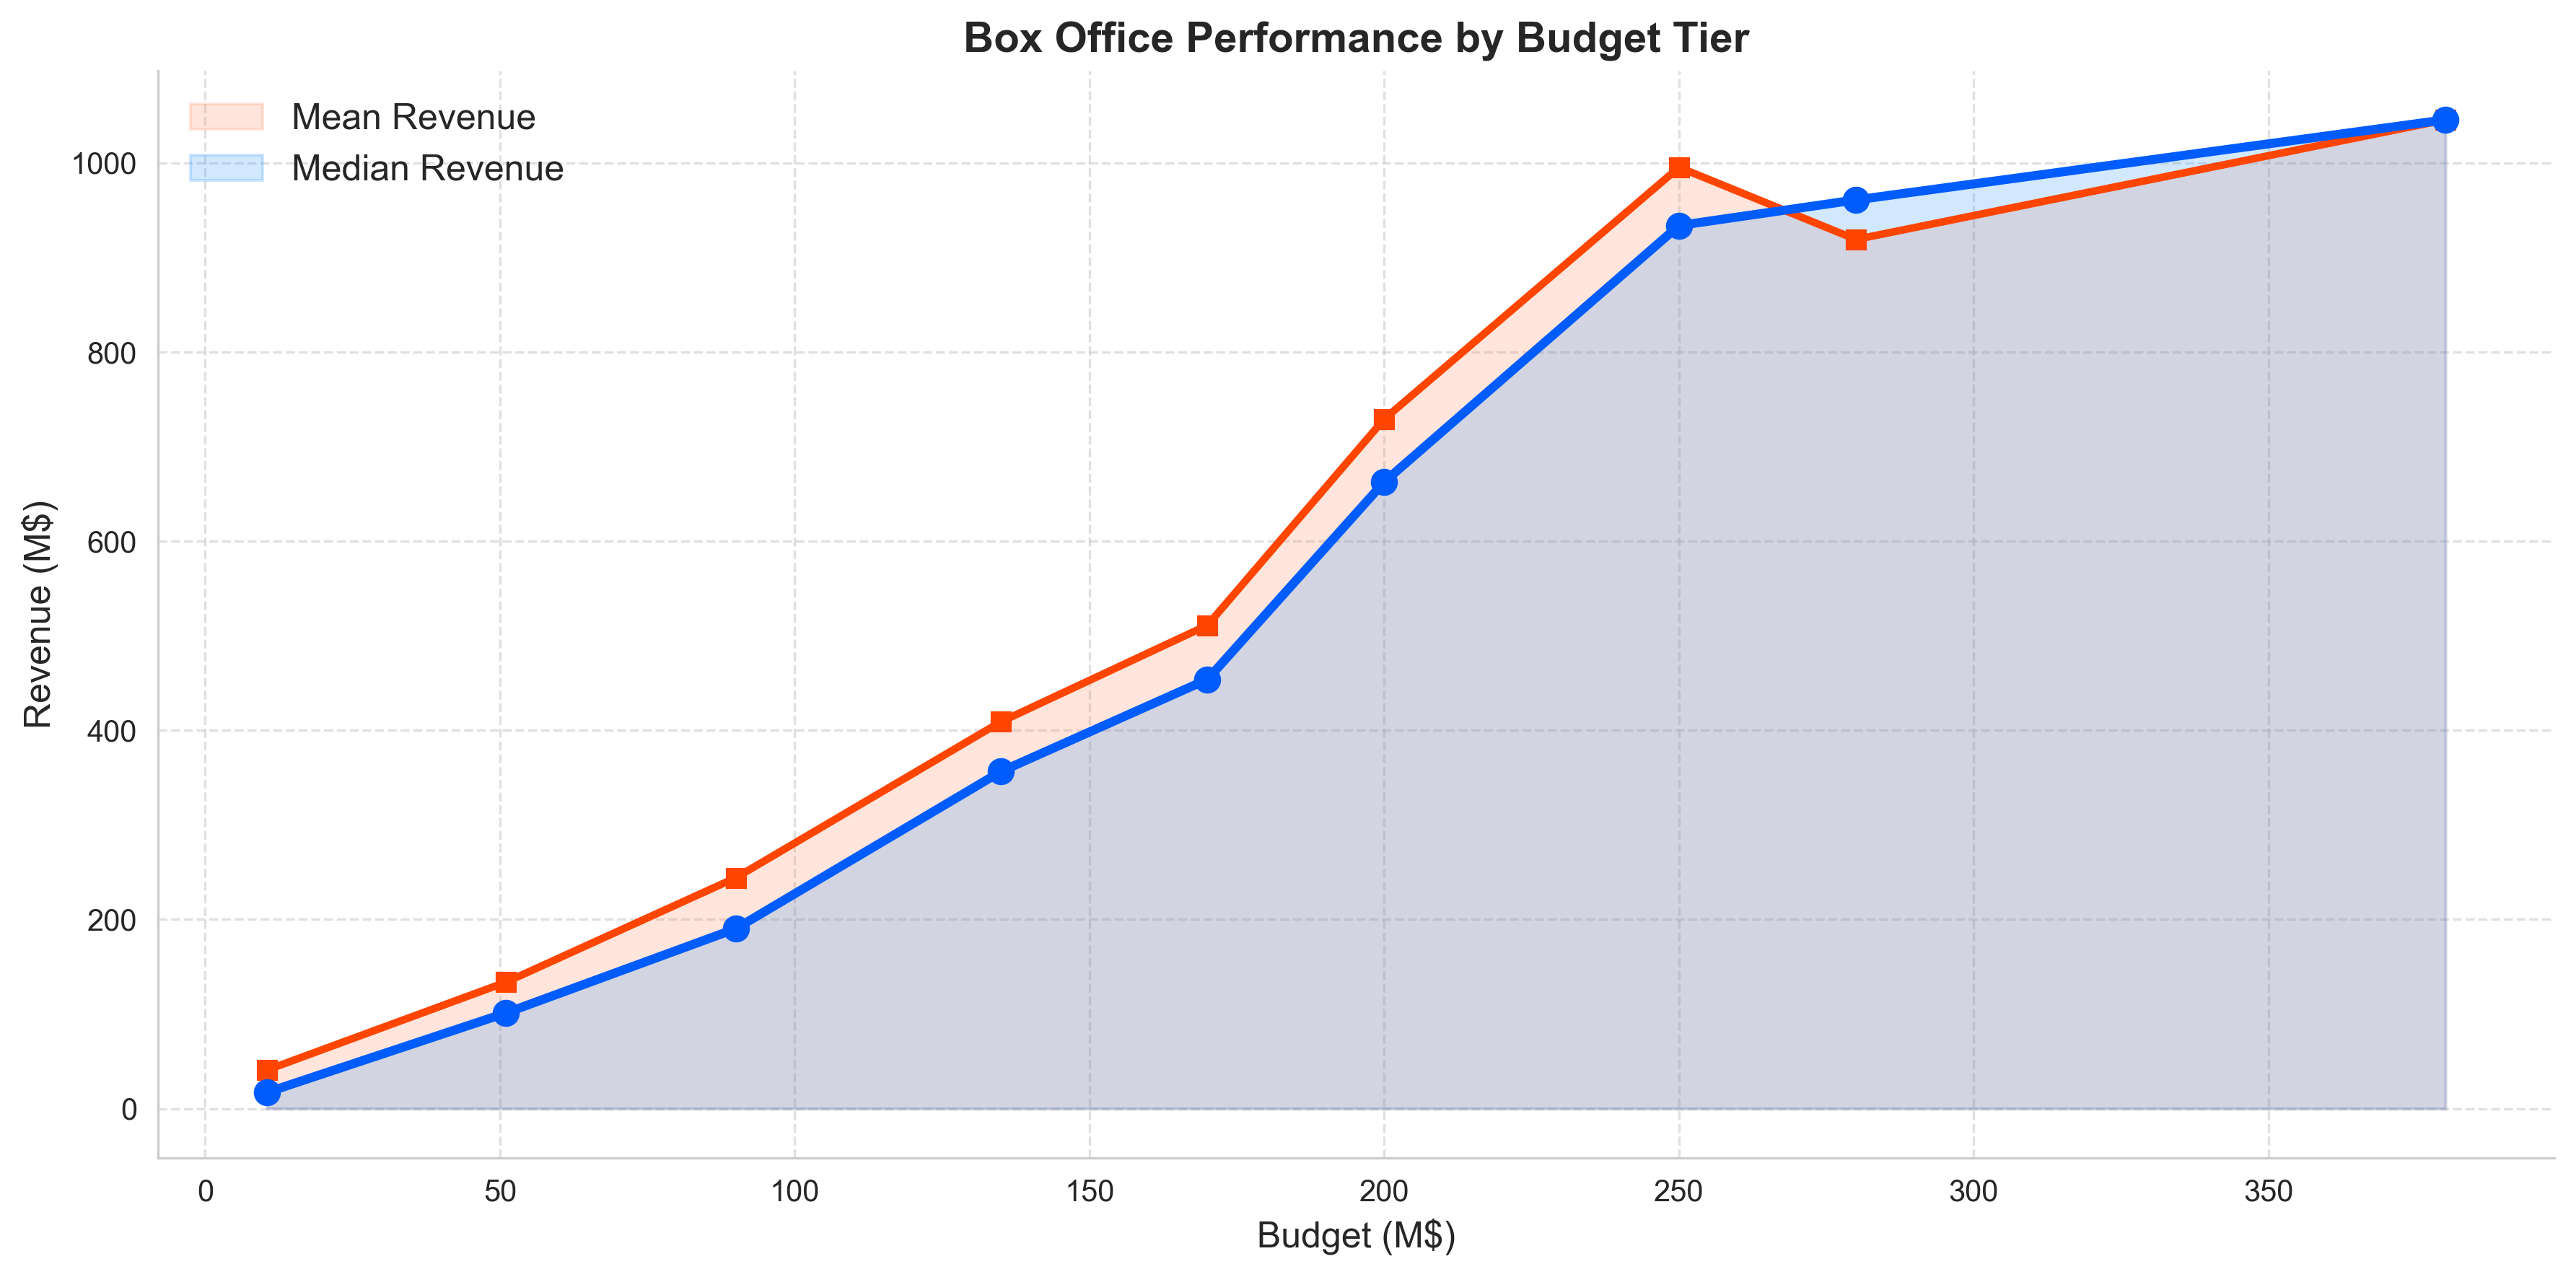 Box Office Performance by Budget Tier
Mean Revenue
Median Revenue
1000
800
600
400
200
0
Revenue (M$)
0 50 100 150 200 250 300 350
Budget (M$)